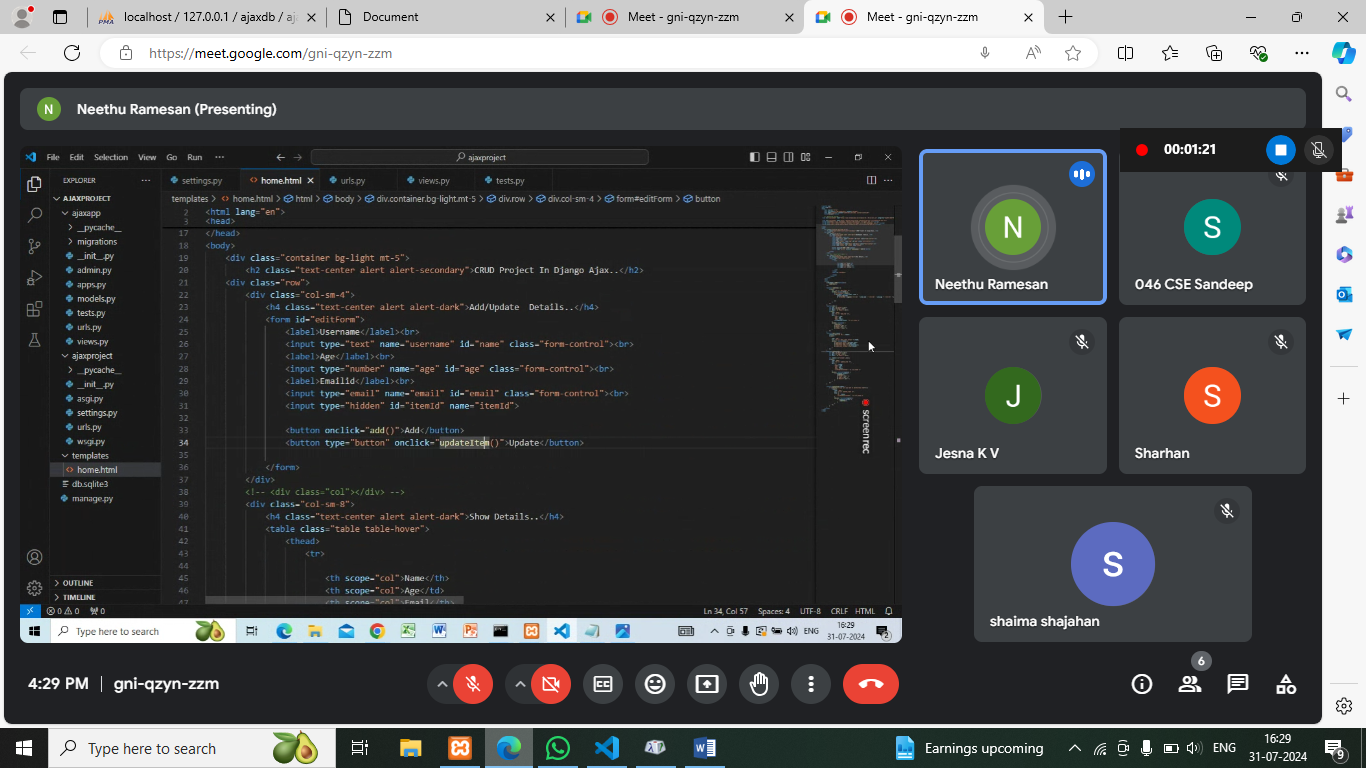 localhost / 127.0.0.1 / ajaxdb / aj
Document
Meet - gni-qzyn-zzm
Meet - gni-qzyn-zzm
https://meet.google.com/gni-qzyn-zzm
N Neethu Ramesan (Presenting)
00:01:21
File Edit Selection View Go Run ··· ajaxproject
EXPLORER ···
settings.py home.html urls.py views.py tests.py
templates > home.html > html > body > div.container.bg-light.mt-5 > div.row > div.col-sm-4 > form#editForm > button
AJAXPROJECT
ajaxapp
__pycache__
migrations
__init__.py
admin.py
apps.py
models.py
tests.py
urls.py
views.py
ajaxproject
__pycache__
__init__.py
asgi.py
settings.py
urls.py
wsgi.py
templates
home.html
db.sqlite3
manage.py
OUTLINE
TIMELINE
2 <html lang="en">
3 <head>
17 </head>
18 <body>
19 <div class="container bg-light mt-5">
20 <h2 class="text-center alert alert-secondary">CRUD Project In Django Ajax..</h2>
21 <div class="row">
22 <div class="col-sm-4">
23 <h4 class="text-center alert alert-dark">Add/Update Details..</h4>
24 <form id="editForm">
25 <label>Username</label><br>
26 <input type="text" name="username" id="name" class="form-control"><br>
27 <label>Age</label><br>
28 <input type="number" name="age" id="age" class="form-control"><br>
29 <label>Emailid</label><br>
30 <input type="email" name="email" id="email" class="form-control"><br>
31 <input type="hidden" id="itemId" name="itemId">
32
33 <button onclick="add()">Add</button>
34 <button type="button" onclick="updateItem()">Update</button>
35
36 </form>
37 </div>
38 <!-- <div class="col"></div> -->
39 <div class="col-sm-8">
40 <h4 class="text-center alert alert-dark">Show Details..</h4>
41 <table class="table table-hover">
42 <thead>
43 <tr>
44
45 <th scope="col">Name</th>
46 <th scope="col">Age</td>
47 <th scope="col">Email</th>
screenrec
0 0 0 Ln 34, Col 57 Spaces: 4 UTF-8 CRLF HTML
Type here to search
ENG
16:29
31-07-2024
2
N
Neethu Ramesan
S
046 CSE Sandeep
J
Jesna K V
S
Sharhan
S
shaima shajahan
4:29 PM | gni-qzyn-zzm
6
Type here to search
Earnings upcoming
ENG
16:29
31-07-2024
9